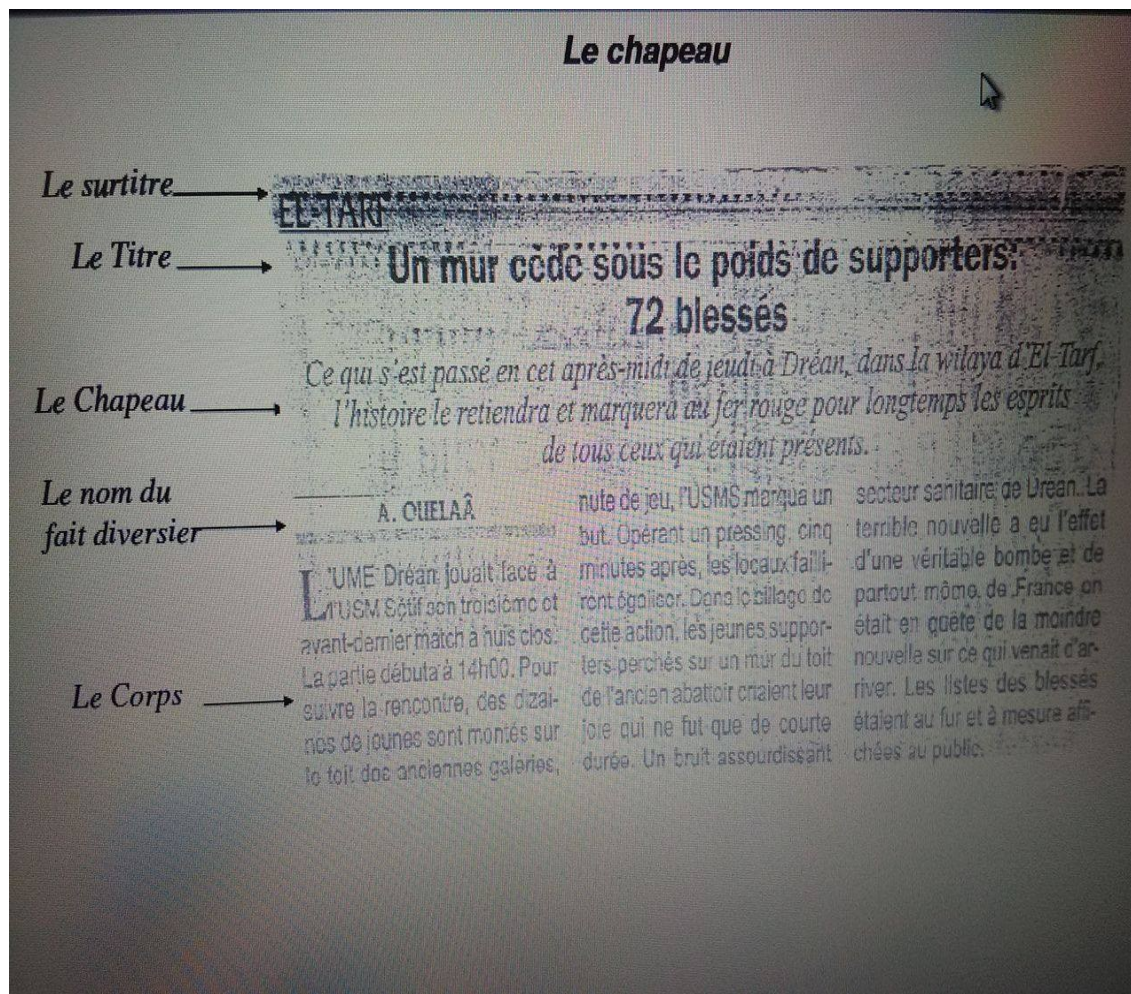 Le chapeau
Le surtitre
EL-TARF
Le Titre
Un mur cède sous le poids de supporters:
72 blessés
Le Chapeau
Ce qui s'est passé en cet après-midi de jeudi à Dréan, dans la wilaya d'El Tarf,
l'histoire le retiendra et marquera au fer rouge pour longtemps les esprits
de tous ceux qui étaient présents.
Le nom du
fait diversier
A. OUELAÂ
Le Corps
L'UME Dréan jouait face à
l'USM Sétif son troisième et
avant-dernier match à huis clos.
La partie débuta à 14h00. Pour
suivre la rencontre, des dizai-
nes de jeunes sont montés sur
le toit des anciennes galeries,
nute de jeu, l'USMS marqua un
but. Opérant un pressing, cinq
minutes après, les locaux failli-
rent égaliser. Dans le sillage de
cette action, les jeunes suppor-
ters perchés sur un mur du toit
de l'ancien abattoir criaient leur
joie qui ne fut que de courte
durée. Un bruit assourdissant
secteur sanitaire de Drean. La
terrible nouvelle a eu l'effet
d'une véritable bombe et de
partout même, de France on
était en quête de la moindre
nouvelle sur ce qui venait d'ar-
river. Les listes des blessés
étaient au fur et à mesure affi-
chées au public.